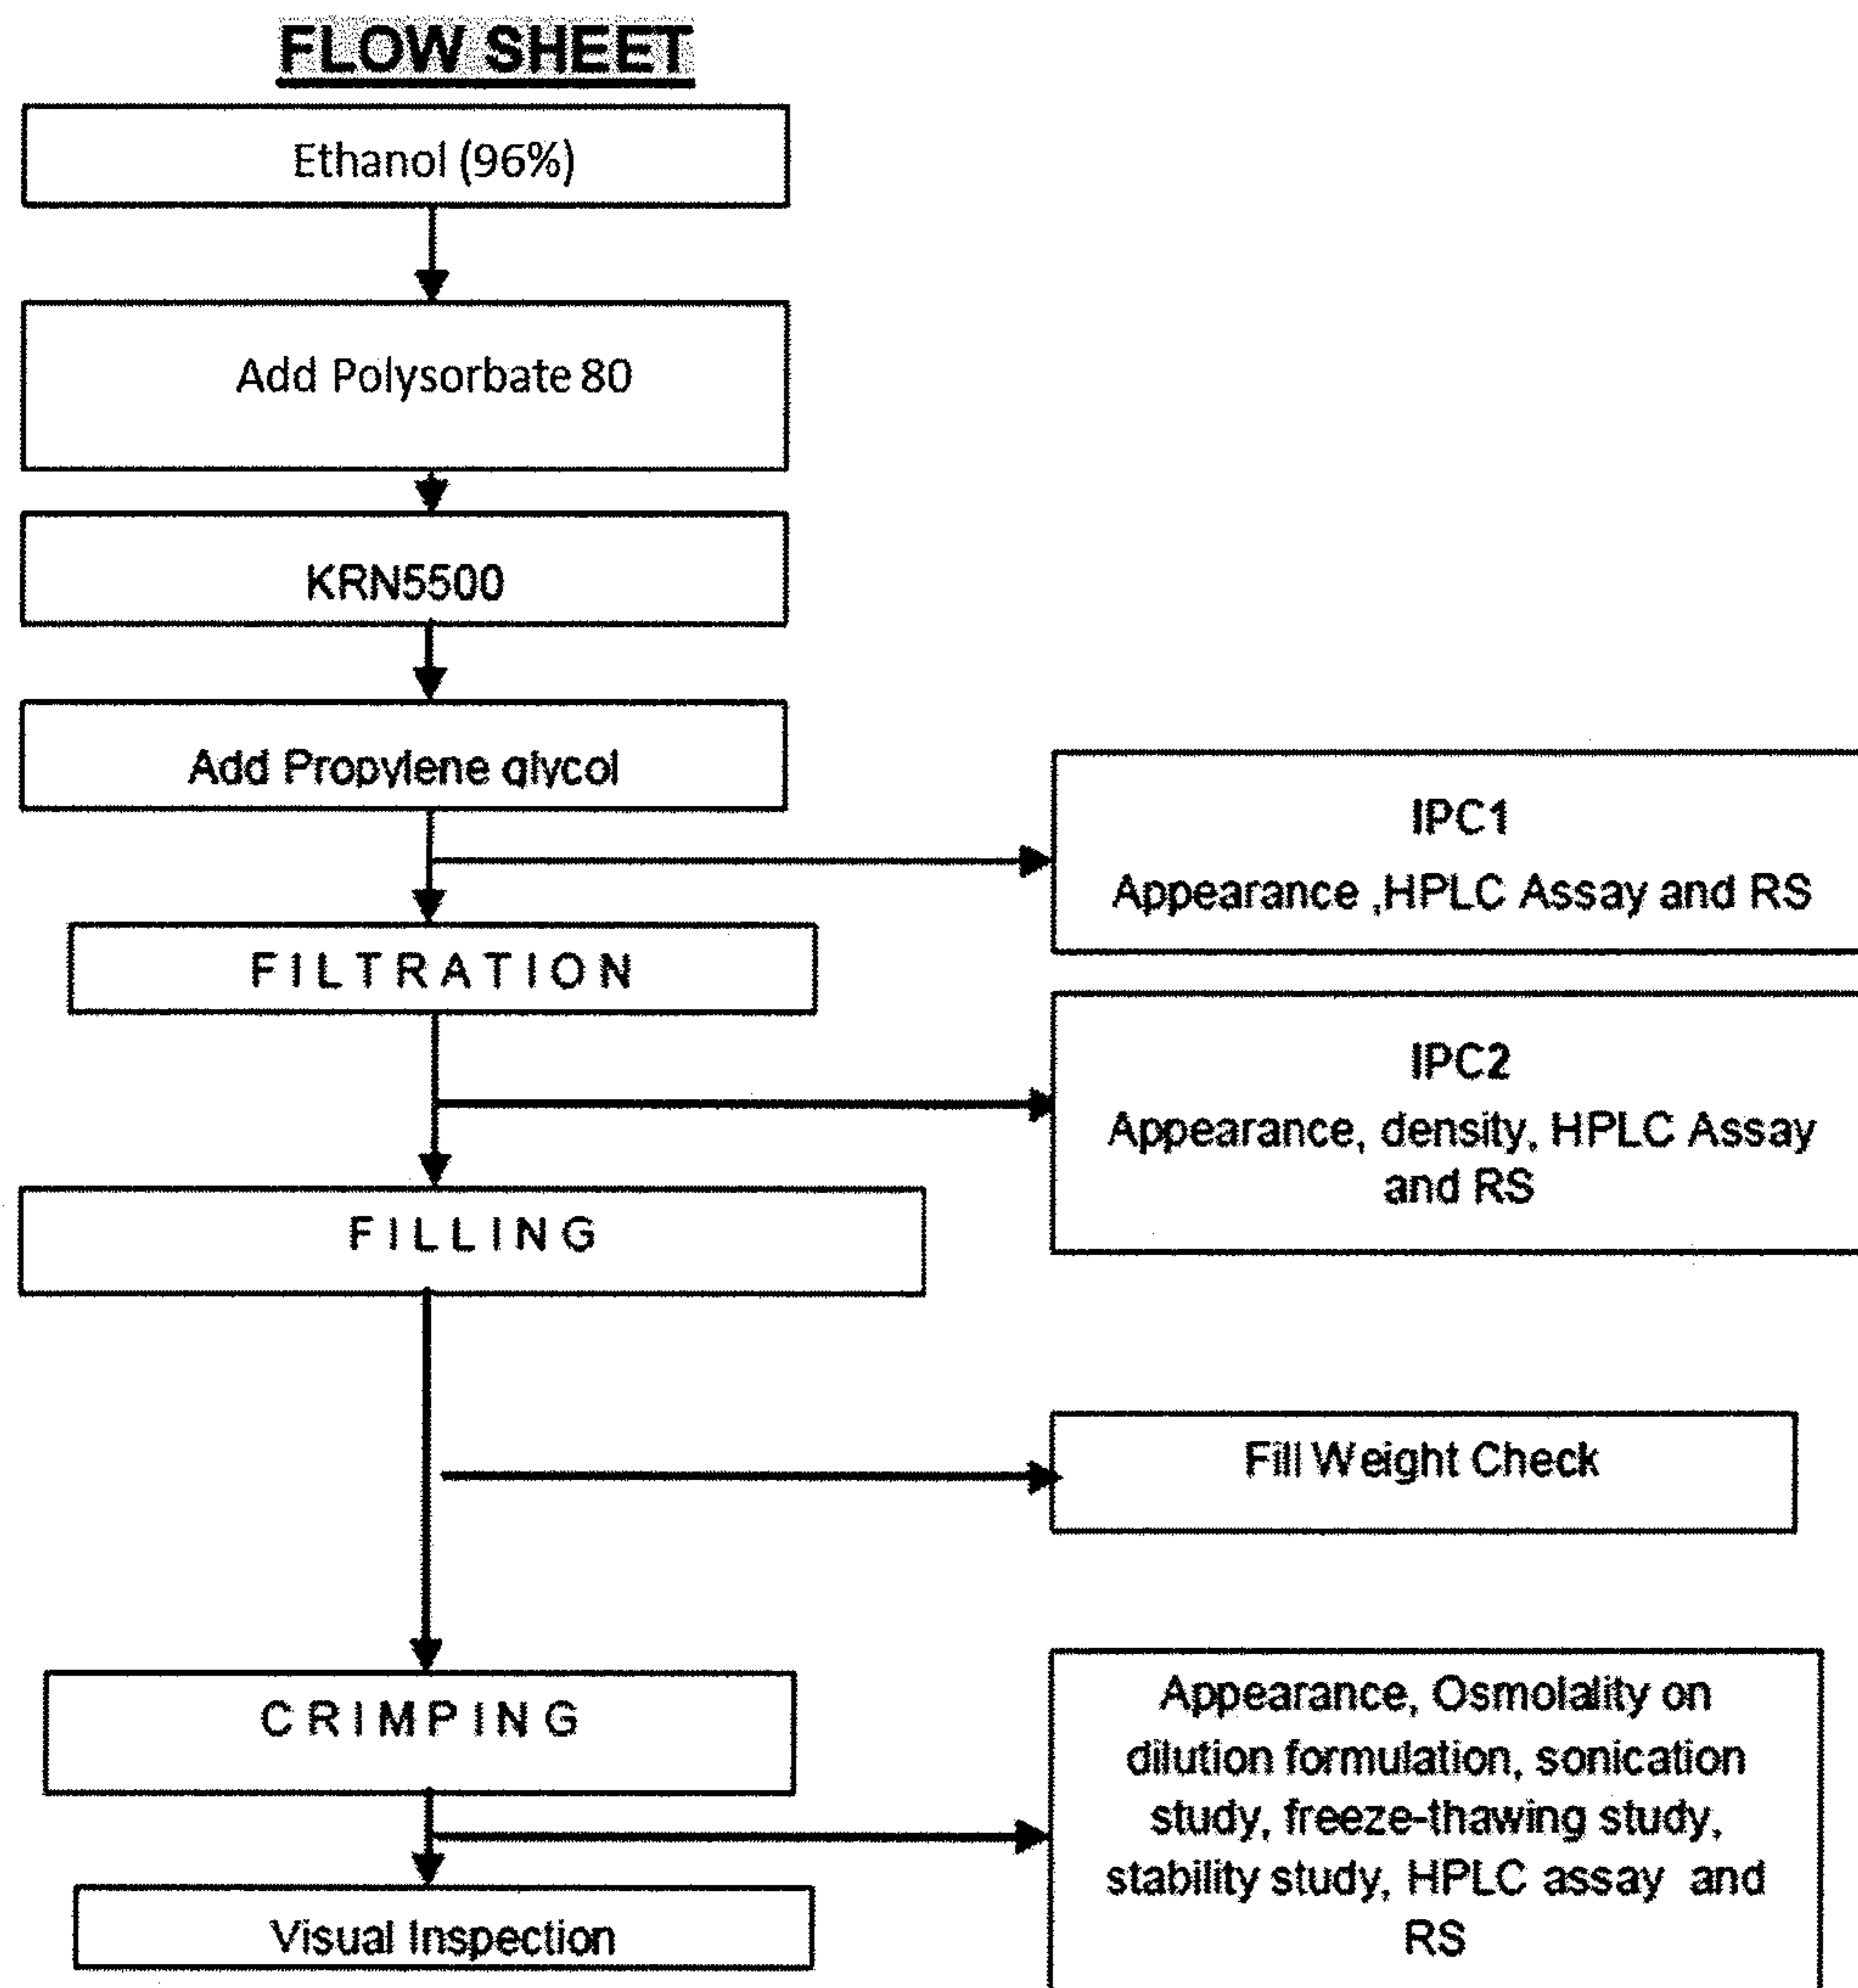 FLOW SHEET
Ethanol (96%)
Add Polysorbate 80
KRN5500
Add Propylene glycol
IPC1
Appearance ,HPLC Assay and RS
FILTRATION
IPC2
Appearance, density, HPLC Assay
and RS
FILLING
Fill Weight Check
CRIMPING
Appearance, Osmolality on
dilution formulation, sonication
study, freeze-thawing study,
stability study, HPLC assay and
RS
Visual Inspection